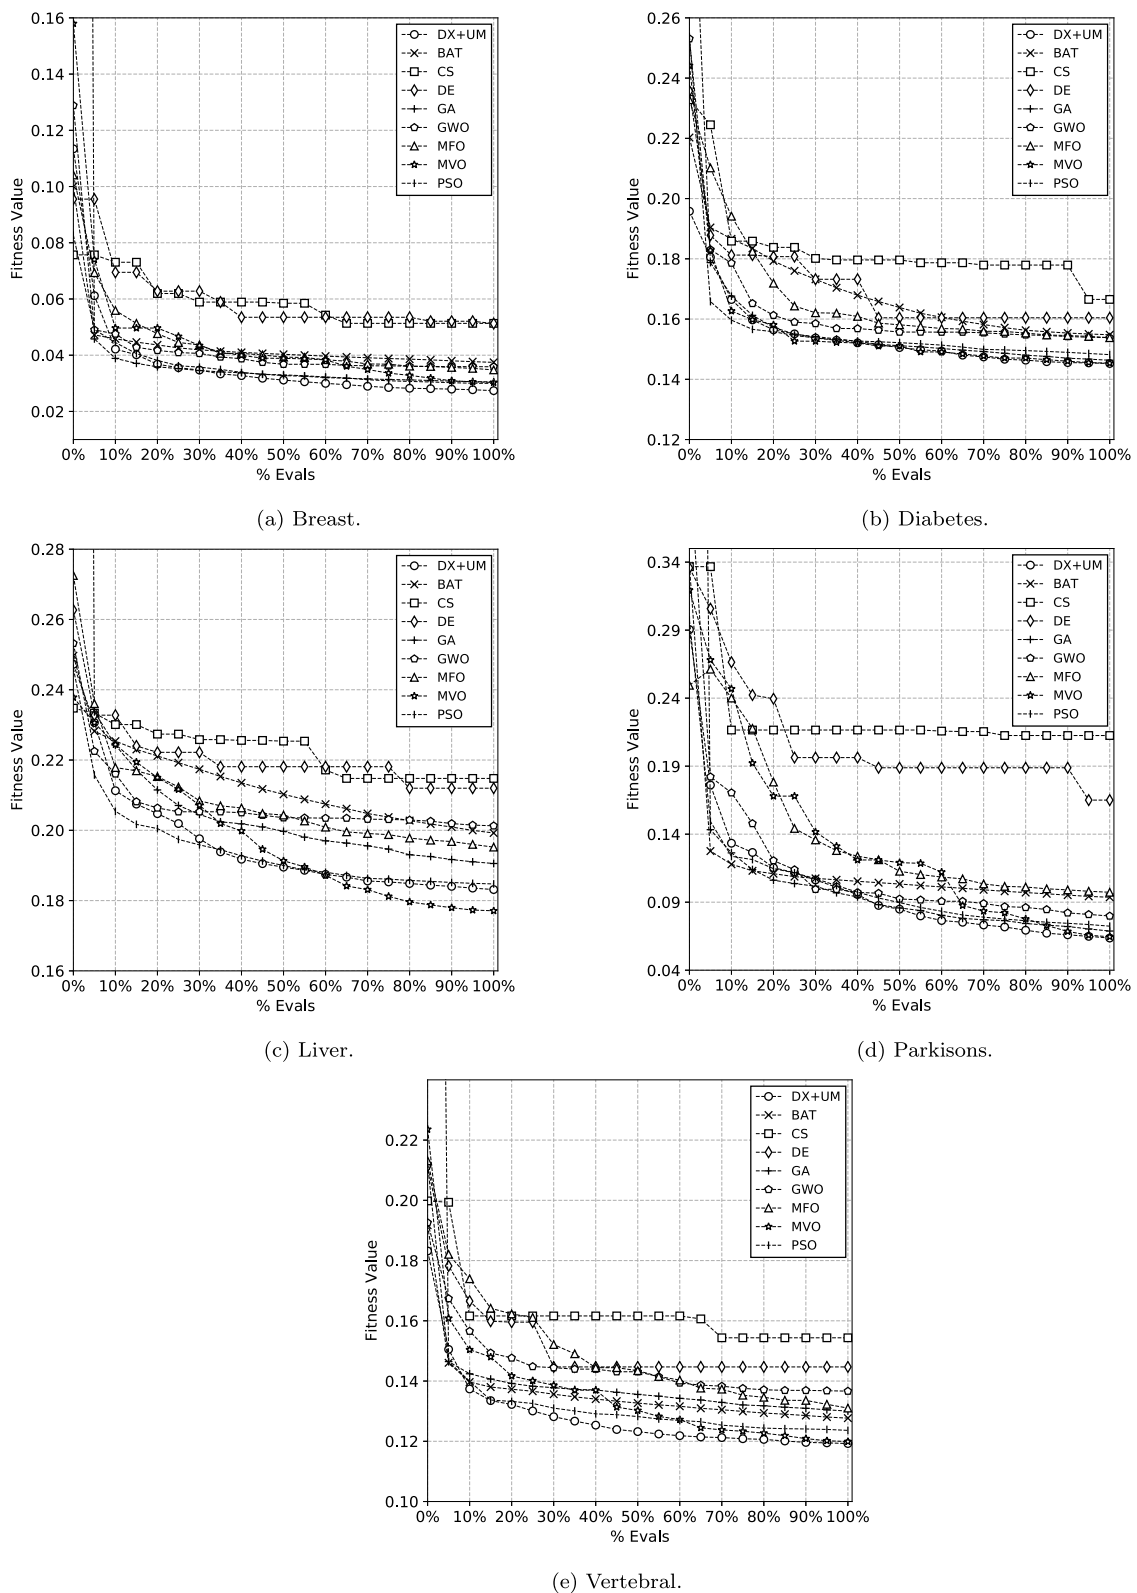 0.16
0.14
0.12
0.10
0.08
0.06
0.04
0.02
Fitness Value
0% 10% 20% 30% 40% 50% 60% 70% 80% 90% 100%
% Evals
DX+UM
BAT
CS
DE
GA
GWO
MFO
MVO
PSO
(a) Breast.
0.26
0.24
0.22
0.20
0.18
0.16
0.14
0.12
Fitness Value
0% 10% 20% 30% 40% 50% 60% 70% 80% 90% 100%
% Evals
DX+UM
BAT
CS
DE
GA
GWO
MFO
MVO
PSO
(b) Diabetes.
0.28
0.26
0.24
0.22
0.20
0.18
0.16
Fitness Value
0% 10% 20% 30% 40% 50% 60% 70% 80% 90% 100%
% Evals
DX+UM
BAT
CS
DE
GA
GWO
MFO
MVO
PSO
(c) Liver.
0.34
0.29
0.24
0.19
0.14
0.09
0.04
Fitness Value
0% 10% 20% 30% 40% 50% 60% 70% 80% 90% 100%
% Evals
DX+UM
BAT
CS
DE
GA
GWO
MFO
MVO
PSO
(d) Parkisons.
0.22
0.20
0.18
0.16
0.14
0.12
0.10
Fitness Value
0% 10% 20% 30% 40% 50% 60% 70% 80% 90% 100%
% Evals
DX+UM
BAT
CS
DE
GA
GWO
MFO
MVO
PSO
(e) Vertebral.